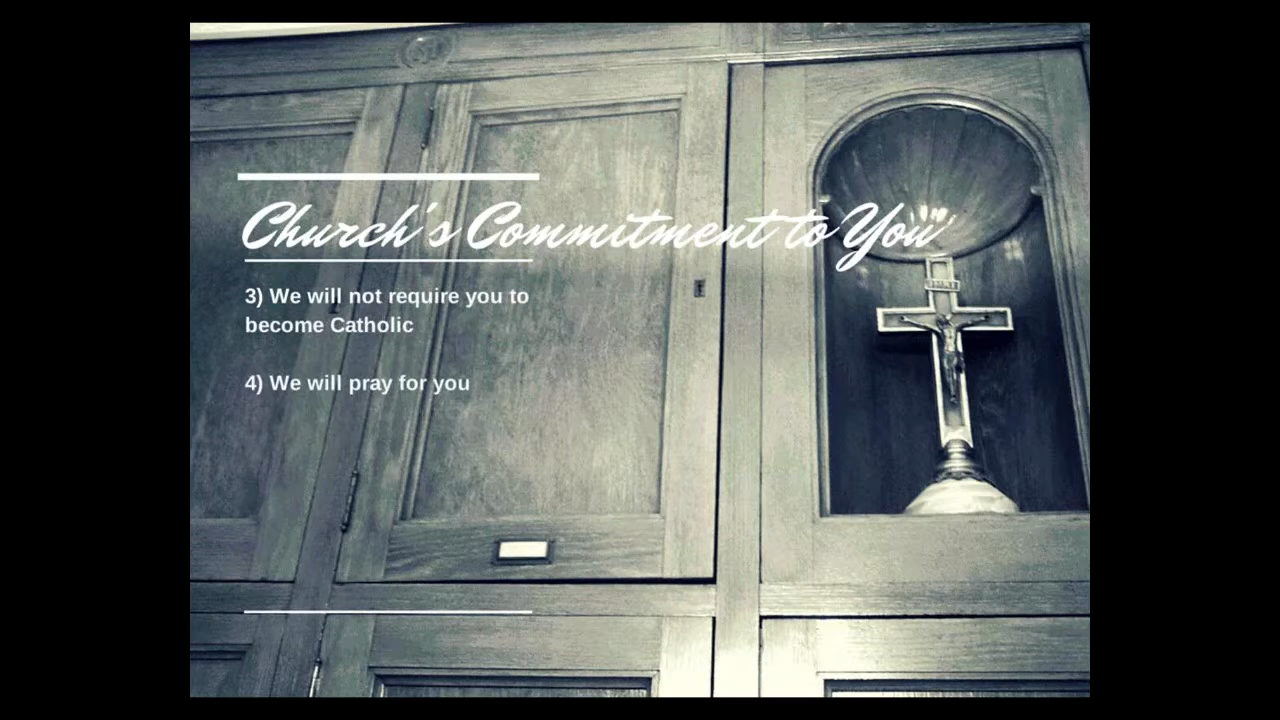 Church's Commitment to You
3) We will not require you to
become Catholic
4) We will pray for you